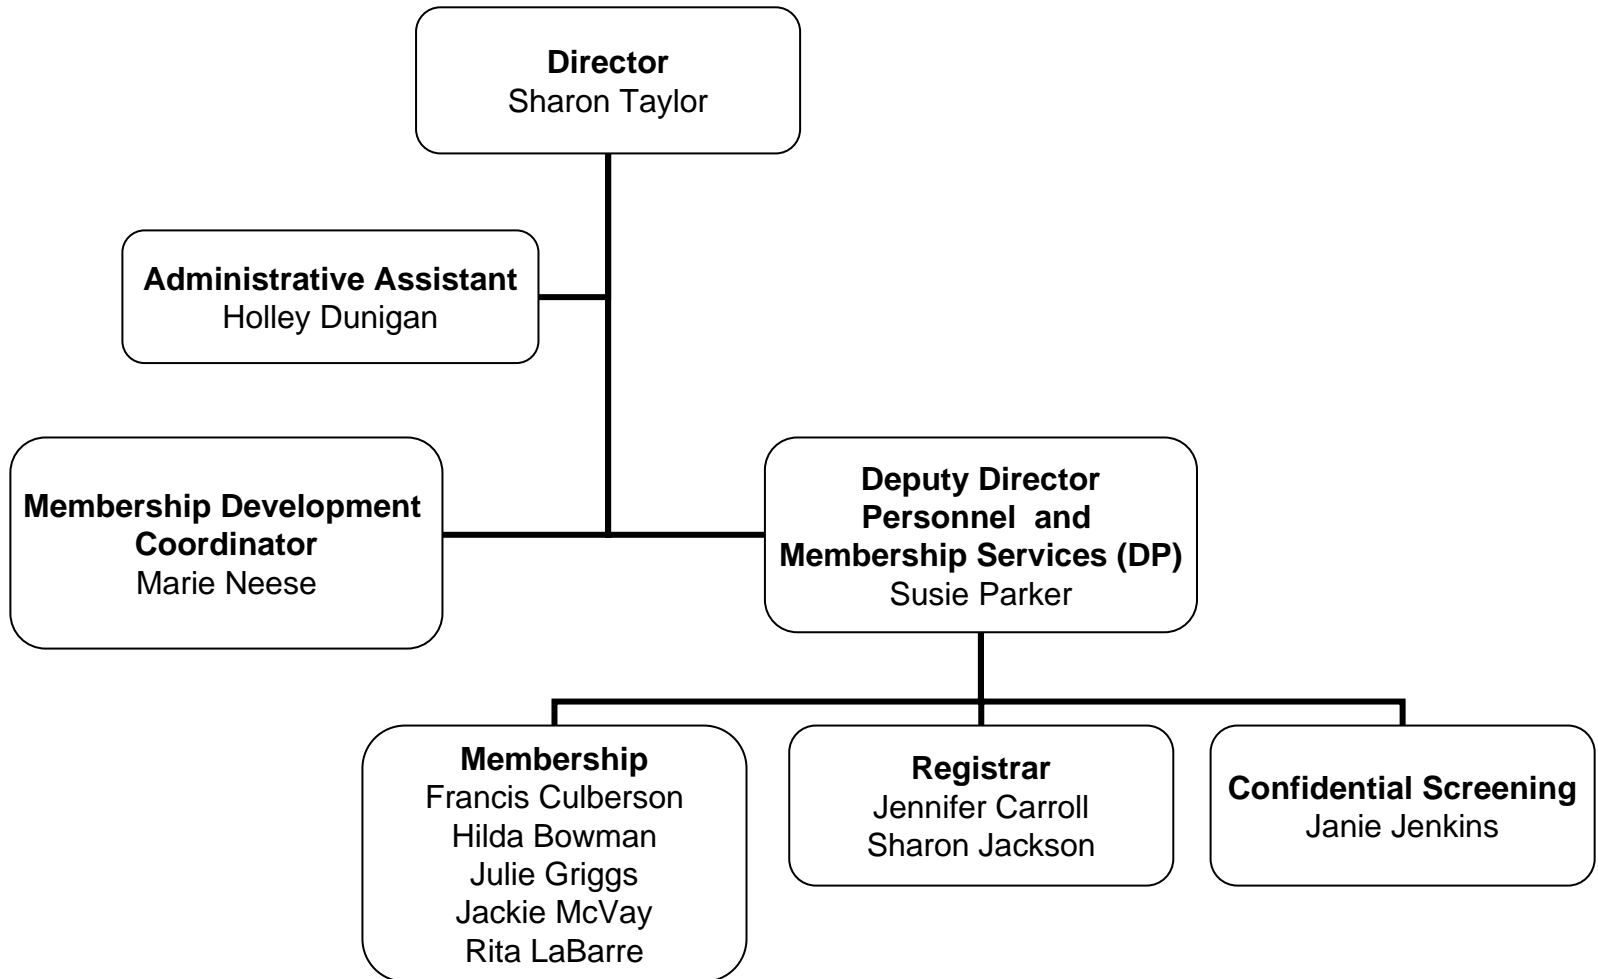 Director
Sharon Taylor
Administrative Assistant
Holley Dunigan
Membership Development
Coordinator
Marie Neese
Deputy Director
Personnel and
Membership Services (DP)
Susie Parker
Membership
Francis Culberson
Hilda Bowman
Julie Griggs
Jackie McVay
Rita LaBarre
Registrar
Jennifer Carroll
Sharon Jackson
Confidential Screening
Janie Jenkins